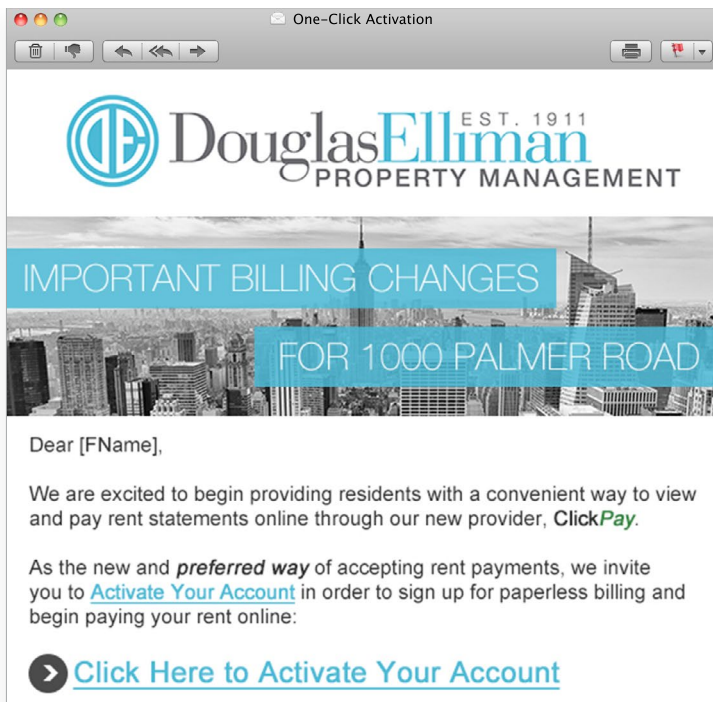 One-Click Activation
DE
EST. 1911
DouglasElliman
PROPERTY MANAGEMENT
IMPORTANT BILLING CHANGES
FOR 1000 PALMER ROAD
Dear [FName],
We are excited to begin providing residents with a convenient way to view
and pay rent statements online through our new provider, ClickPay.
As the new and preferred way of accepting rent payments, we invite
you to Activate Your Account in order to sign up for paperless billing and
begin paying your rent online:
Click Here to Activate Your Account